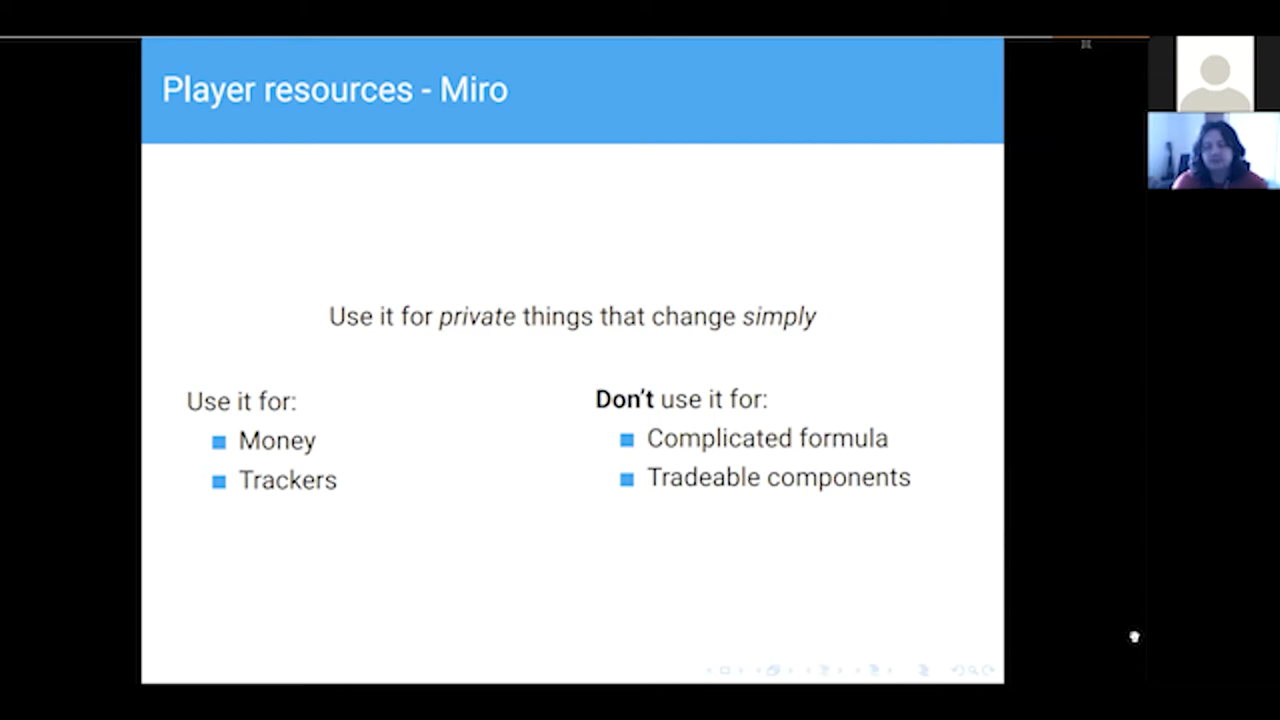 Player resources - Miro
Use it for private things that change simply
Use it for:
Money
Trackers
Don't use it for:
Complicated formula
Tradeable components